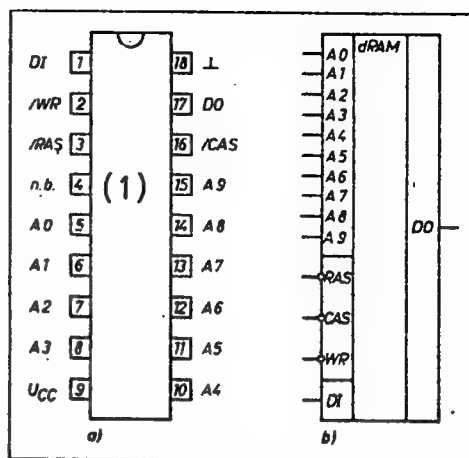 DI 1 18 ⊥
/WR 2 17 DO
/RAS 3 16 /CAS
n.b. 4 (1) 15 A9
A0 5 14 A8
A1 6 13 A7
A2 7 12 A6
A3 8 11 A5
UCC 9 10 A4
a)
dRAM
A0
A1
A2
A3
A4
A5
A6
A7
A8
A9
DO
RAS
CAS
WR
DI
b)